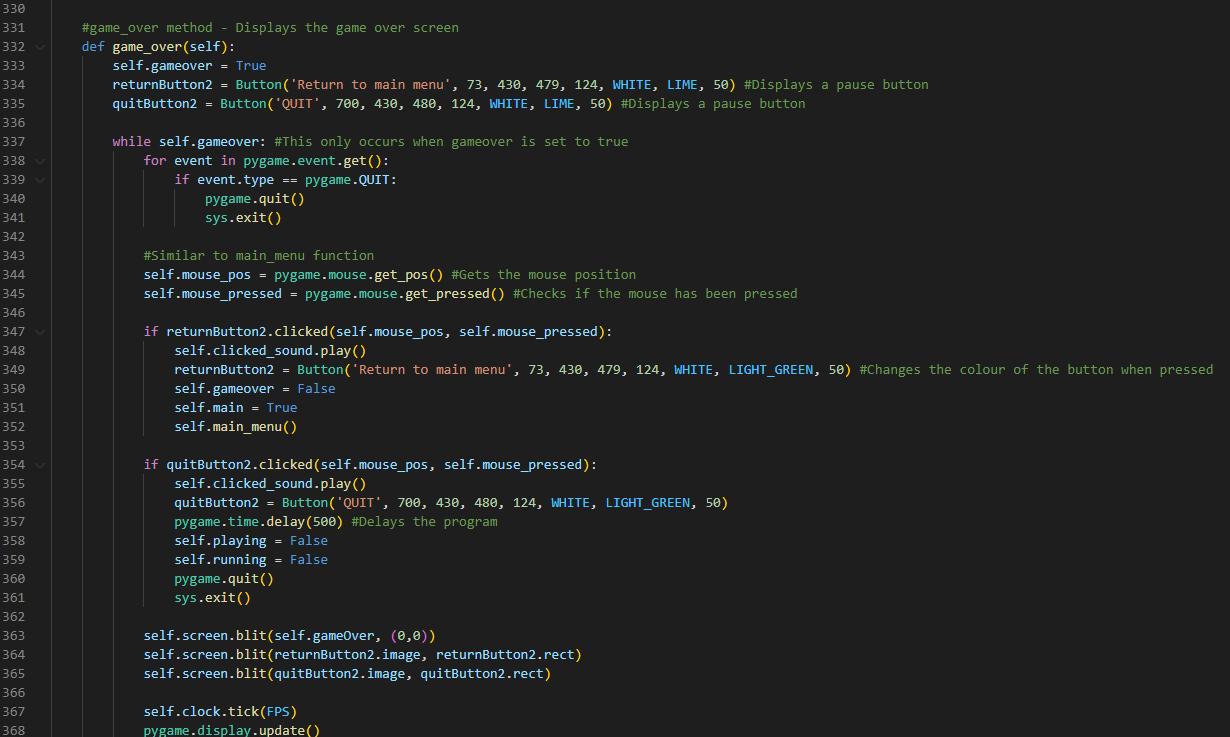 330
331 #game_over method - Displays the game over screen
332 def game_over(self):
333 self.gameover = True
334 returnButton2 = Button('Return to main menu', 73, 430, 479, 124, WHITE, LIME, 50) #Displays a pause button
335 quitButton2 = Button('QUIT', 700, 430, 480, 124, WHITE, LIME, 50) #Displays a pause button
336
337 while self.gameover: #This only occurs when gameover is set to true
338 for event in pygame.event.get():
339 if event.type == pygame.QUIT:
340 pygame.quit()
341 sys.exit()
342
343 #Similar to main_menu function
344 self.mouse_pos = pygame.mouse.get_pos() #Gets the mouse position
345 self.mouse_pressed = pygame.mouse.get_pressed() #Checks if the mouse has been pressed
346
347 if returnButton2.clicked(self.mouse_pos, self.mouse_pressed):
348 self.clicked_sound.play()
349 returnButton2 = Button('Return to main menu', 73, 430, 479, 124, WHITE, LIGHT_GREEN, 50) #Changes the colour of the button when pressed
350 self.gameover = False
351 self.main = True
352 self.main_menu()
353
354 if quitButton2.clicked(self.mouse_pos, self.mouse_pressed):
355 self.clicked_sound.play()
356 quitButton2 = Button('QUIT', 700, 430, 480, 124, WHITE, LIGHT_GREEN, 50)
357 pygame.time.delay(500) #Delays the program
358 self.playing = False
359 self.running = False
360 pygame.quit()
361 sys.exit()
362
363 self.screen.blit(self.gameOver, (0,0))
364 self.screen.blit(returnButton2.image, returnButton2.rect)
365 self.screen.blit(quitButton2.image, quitButton2.rect)
366
367 self.clock.tick(FPS)
368 pygame.display.update()